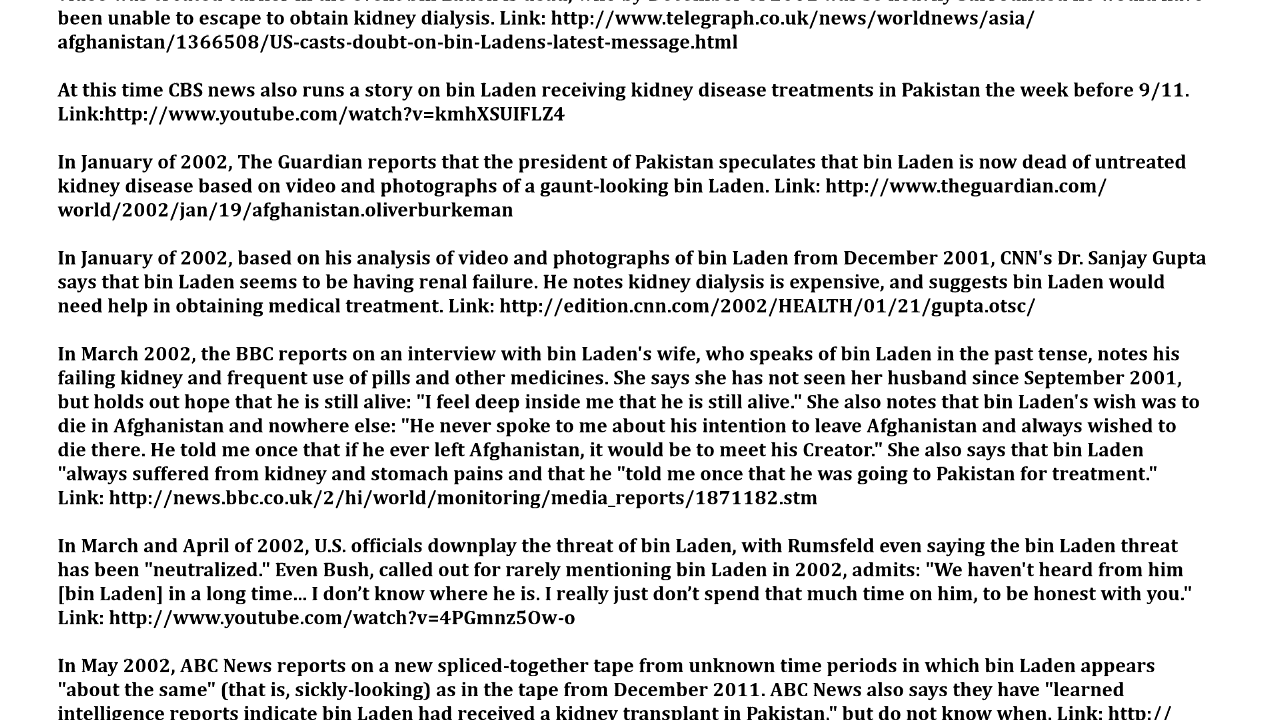 been unable to escape to obtain kidney dialysis. Link: http://www.telegraph.co.uk/news/worldnews/asia/
afghanistan/1366508/US-casts-doubt-on-bin-Ladens-latest-message.html
At this time CBS news also runs a story on bin Laden receiving kidney disease treatments in Pakistan the week before 9/11.
Link:http://www.youtube.com/watch?v=kmhXSUIFLZ4
In January of 2002, The Guardian reports that the president of Pakistan speculates that bin Laden is now dead of untreated
kidney disease based on video and photographs of a gaunt-looking bin Laden. Link: http://www.theguardian.com/
world/2002/jan/19/afghanistan.oliverburkeman
In January of 2002, based on his analysis of video and photographs of bin Laden from December 2001, CNN's Dr. Sanjay Gupta
says that bin Laden seems to be having renal failure. He notes kidney dialysis is expensive, and suggests bin Laden would
need help in obtaining medical treatment. Link: http://edition.cnn.com/2002/HEALTH/01/21/gupta.otsc/
In March 2002, the BBC reports on an interview with bin Laden's wife, who speaks of bin Laden in the past tense, notes his
failing kidney and frequent use of pills and other medicines. She says she has not seen her husband since September 2001,
but holds out hope that he is still alive: "I feel deep inside me that he is still alive." She also notes that bin Laden's wish was to
die in Afghanistan and nowhere else: "He never spoke to me about his intention to leave Afghanistan and always wished to
die there. He told me once that if he ever left Afghanistan, it would be to meet his Creator." She also says that bin Laden
"always suffered from kidney and stomach pains and that he "told me once that he was going to Pakistan for treatment."
Link: http://news.bbc.co.uk/2/hi/world/monitoring/media_reports/1871182.stm
In March and April of 2002, U.S. officials downplay the threat of bin Laden, with Rumsfeld even saying the bin Laden threat
has been "neutralized." Even Bush, called out for rarely mentioning bin Laden in 2002, admits: "We haven't heard from him
[bin Laden] in a long time... I don’t know where he is. I really just don’t spend that much time on him, to be honest with you."
Link: http://www.youtube.com/watch?v=4PGmnz5Ow-o
In May 2002, ABC News reports on a new spliced-together tape from unknown time periods in which bin Laden appears
"about the same" (that is, sickly-looking) as in the tape from December 2011. ABC News also says they have "learned
intelligence reports indicate bin Laden had received a kidney transplant in Pakistan," but do not know when. Link: http://